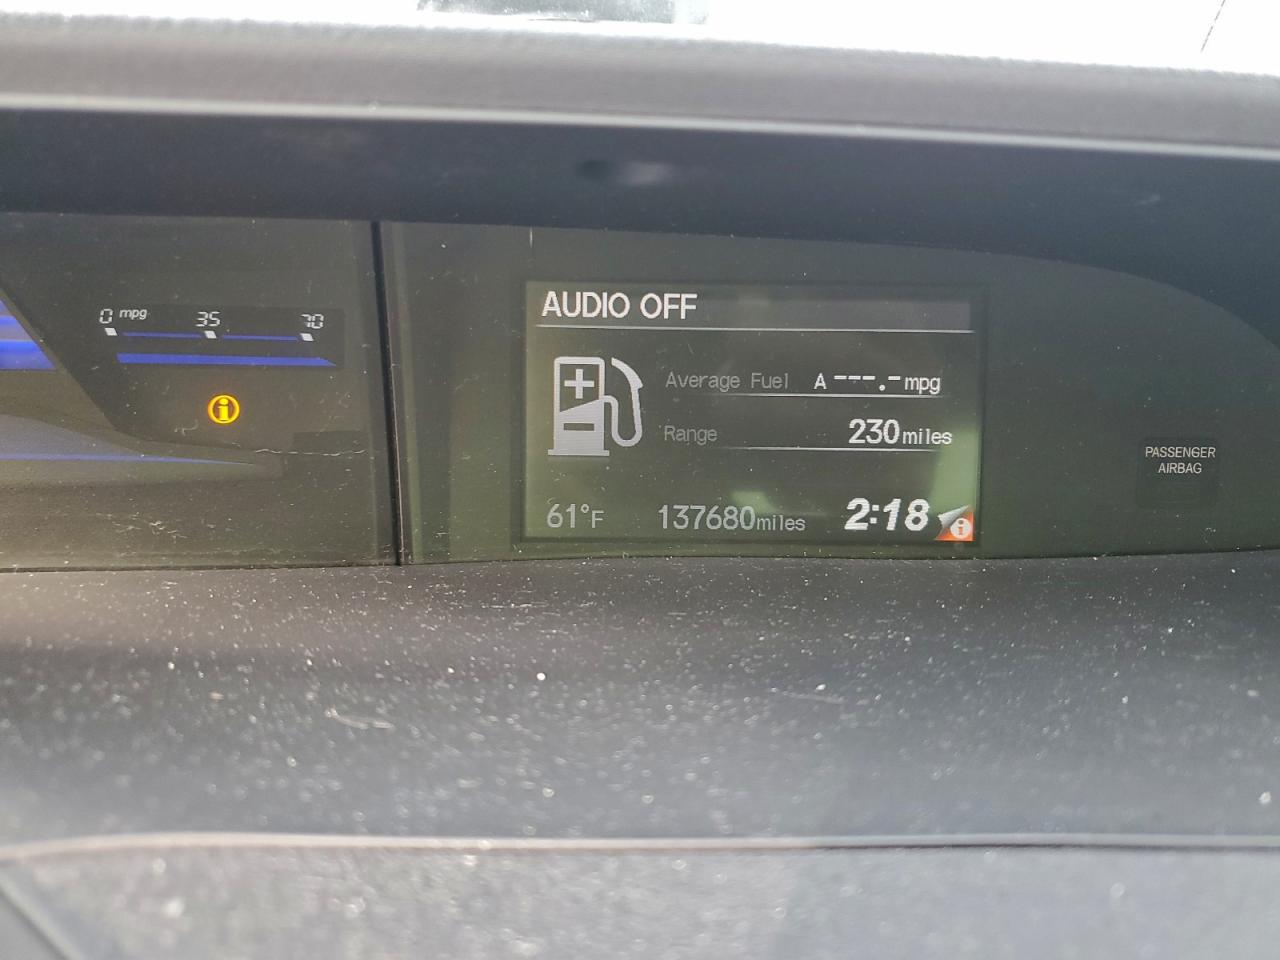 0 mpg 35 70
AUDIO OFF
Average Fuel A ---.- mpg
Range 230 miles
61°F 137680 miles 2:18
PASSENGER
AIRBAG